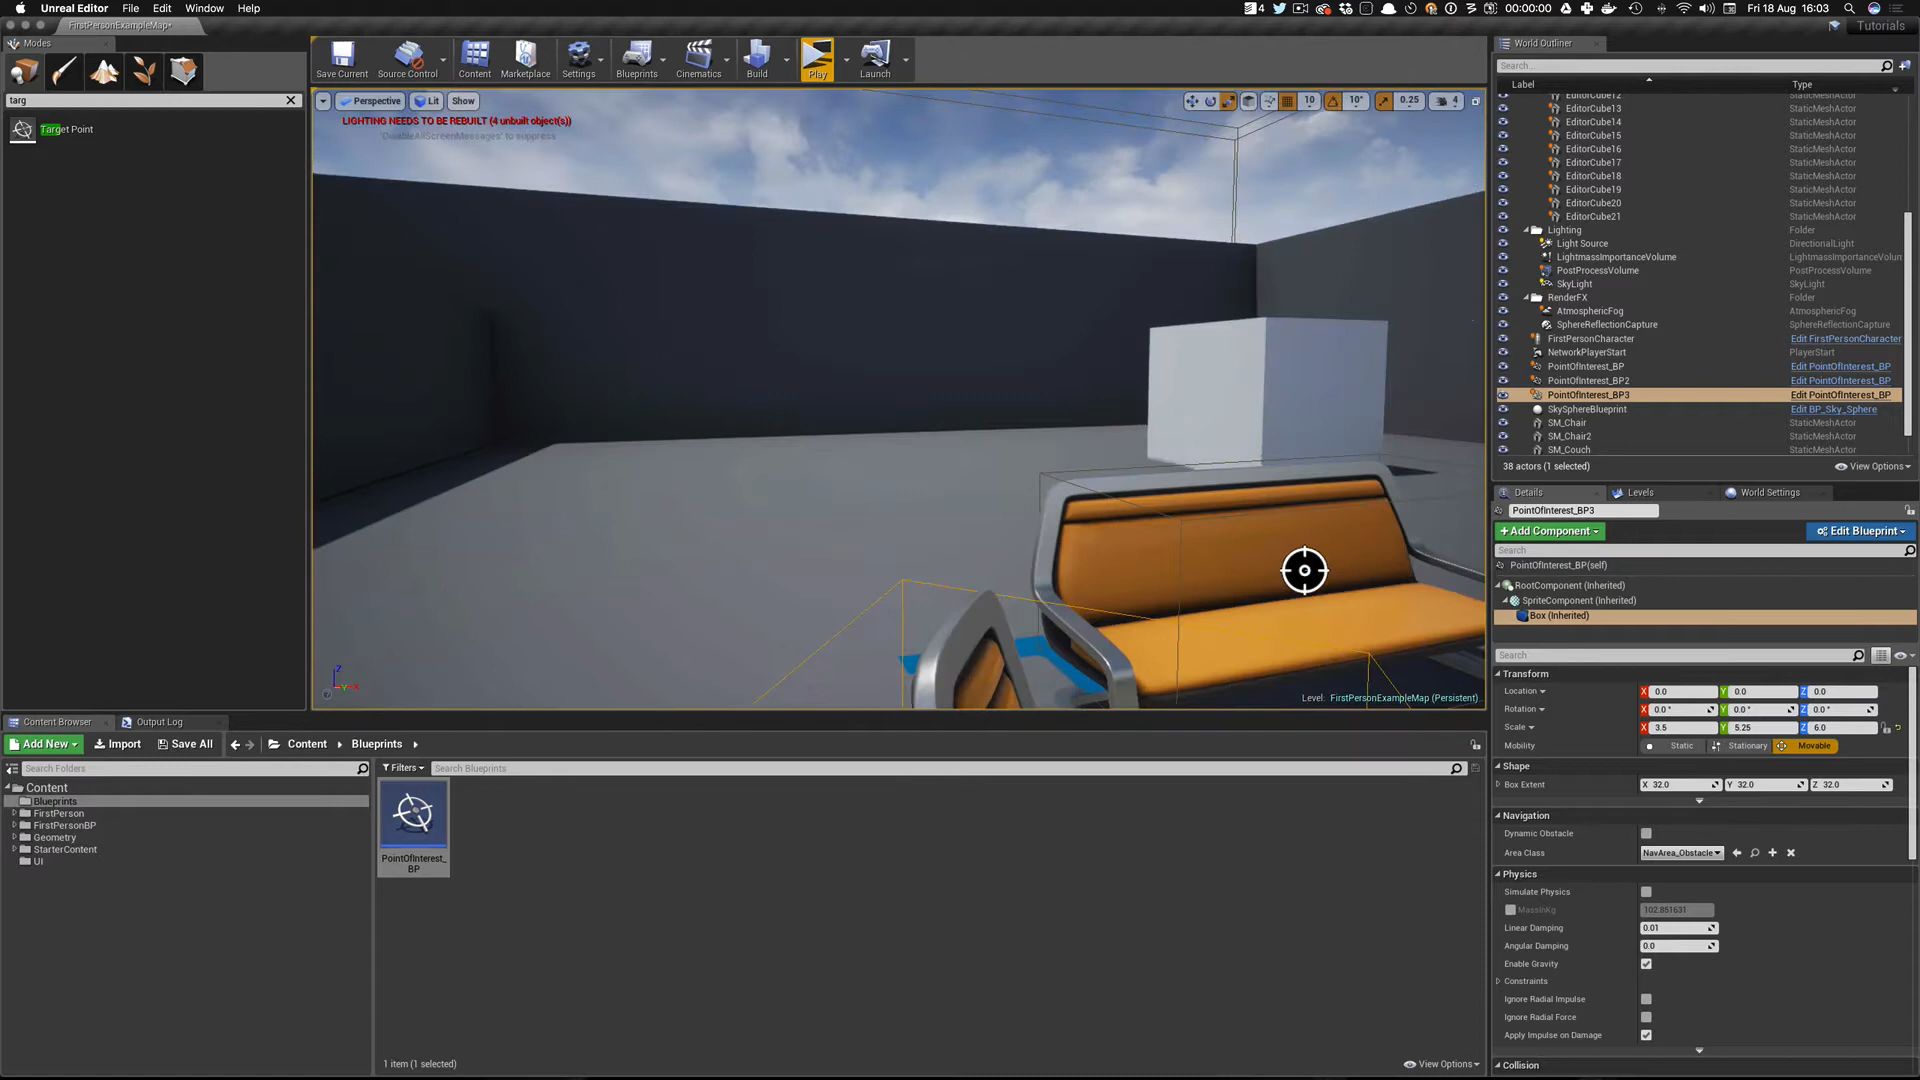 Unreal Editor File Edit Window Help
4 00:00:00 Fri 18 Aug 16:03
FirstPersonExampleMap*
Tutorials
Modes
targ
Target Point
Save Current
Source Control
Content
Marketplace
Settings
Blueprints
Cinematics
Build
Play
Launch
Perspective Lit Show
10 10° 0.25 4
LIGHTING NEEDS TO BE REBUILT (4 unbuilt object(s))
'DisableAllScreenMessages' to suppress
Level: FirstPersonExampleMap (Persistent)
World Outliner
Search...
Label Type
EditorCube12 StaticMeshActor
EditorCube13 StaticMeshActor
EditorCube14 StaticMeshActor
EditorCube15 StaticMeshActor
EditorCube16 StaticMeshActor
EditorCube17 StaticMeshActor
EditorCube18 StaticMeshActor
EditorCube19 StaticMeshActor
EditorCube20 StaticMeshActor
EditorCube21 StaticMeshActor
Lighting Folder
Light Source DirectionalLight
LightmassImportanceVolume LightmassImportanceVolun
PostProcessVolume PostProcessVolume
SkyLight SkyLight
RenderFX Folder
AtmosphericFog AtmosphericFog
SphereReflectionCapture SphereReflectionCapture
FirstPersonCharacter Edit FirstPersonCharacter
NetworkPlayerStart PlayerStart
PointOfInterest_BP Edit PointOfInterest_BP
PointOfInterest_BP2 Edit PointOfInterest_BP
PointOfInterest_BP3 Edit PointOfInterest_BP
SkySphereBlueprint Edit BP_Sky_Sphere
SM_Chair StaticMeshActor
SM_Chair2 StaticMeshActor
SM_Couch StaticMeshActor
38 actors (1 selected) View Options
Details Levels World Settings
PointOfInterest_BP3
+Add Component Edit Blueprint
Search
PointOfInterest_BP(self)
RootComponent (Inherited)
SpriteComponent (Inherited)
Box (Inherited)
Search
Transform
Location X 0.0 Y 0.0 Z 0.0
Rotation X 0.0° Y 0.0° Z 0.0°
Scale X 3.5 Y 5.25 Z 6.0
Mobility Static Stationary Movable
Shape
Box Extent X 32.0 Y 32.0 Z 32.0
Navigation
Dynamic Obstacle
Area Class NavArea_Obstacle
Physics
Simulate Physics
MassInKg 102.851631
Linear Damping 0.01
Angular Damping 0.0
Enable Gravity
Constraints
Ignore Radial Impulse
Ignore Radial Force
Apply Impulse on Damage
Collision
Content Browser Output Log
Add New Import Save All Content Blueprints
Search Folders
Filters Search Blueprints
Content
Blueprints
FirstPerson
FirstPersonBP
Geometry
StarterContent
UI
PointOfInterest_
BP
1 item (1 selected) View Options